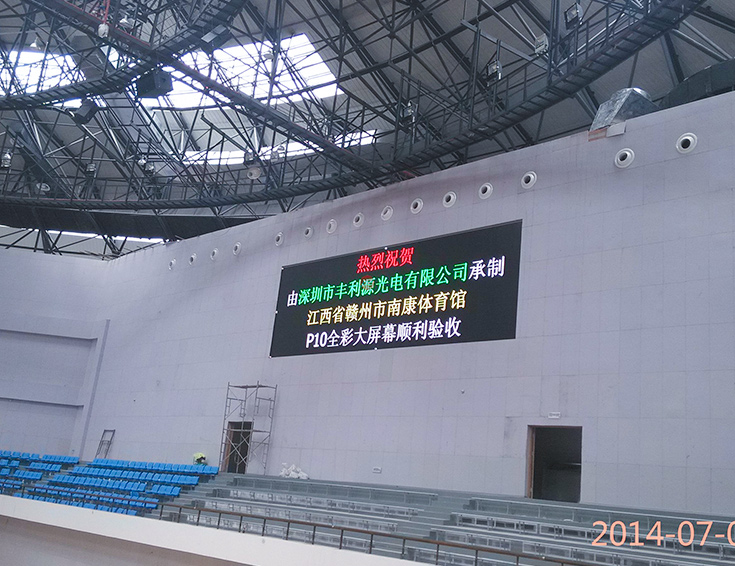 热烈祝贺
由深圳市丰利源光电有限公司承制
江西省赣州市南康体育馆
P10全彩大屏幕顺利验收
2014-07-0